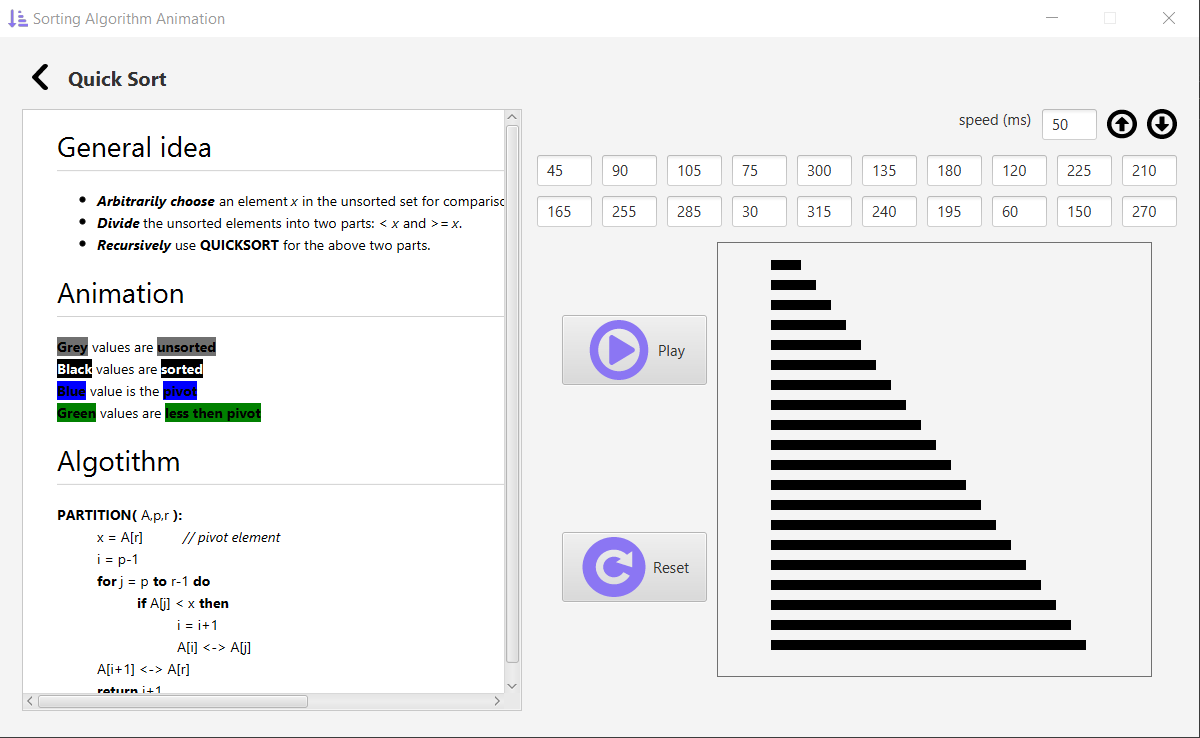 Sorting Algorithm Animation
Quick Sort
General idea
Arbitrarily choose an element x in the unsorted set for comparisc
Divide the unsorted elements into two parts: < x and >= x.
Recursively use QUICKSORT for the above two parts.
Animation
Grey values are unsorted
Black values are sorted
Blue value is the pivot
Green values are less then pivot
Algotithm
PARTITION( A,p,r ):
x = A[r] // pivot element
i = p-1
for j = p to r-1 do
if A[j] < x then
i = i+1
A[i] <-> A[j]
A[i+1] <-> A[r]
return i+1
speed (ms) 50
45 90 105 75 300 135 180 120 225 210
165 255 285 30 315 240 195 60 150 270
Play
Reset